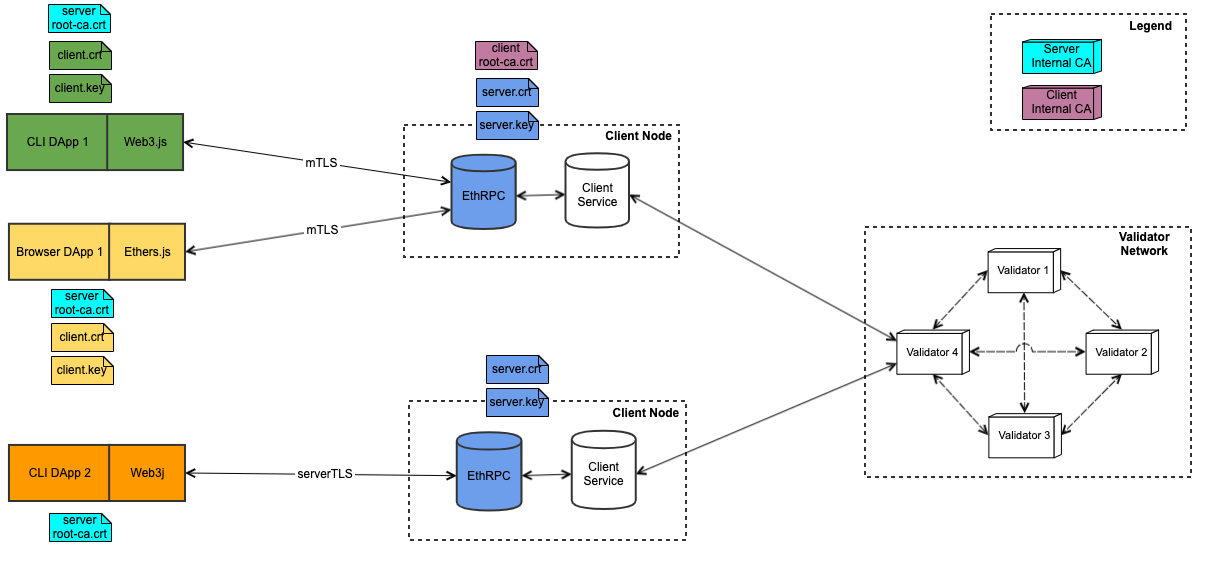 server
root-ca.crt
client.crt
client.key
CLI DApp 1
Web3.js
mTLS
Browser DApp 1
Ethers.js
mTLS
server
root-ca.crt
client.crt
client.key
CLI DApp 2
Web3j
serverTLS
server
root-ca.crt
client
root-ca.crt
server.crt
server.key
Client Node
EthRPC
Client
Service
server.crt
server.key
Client Node
EthRPC
Client
Service
Legend
Server
Internal CA
Client
Internal CA
Validator
Network
Validator 1
Validator 4
Validator 2
Validator 3